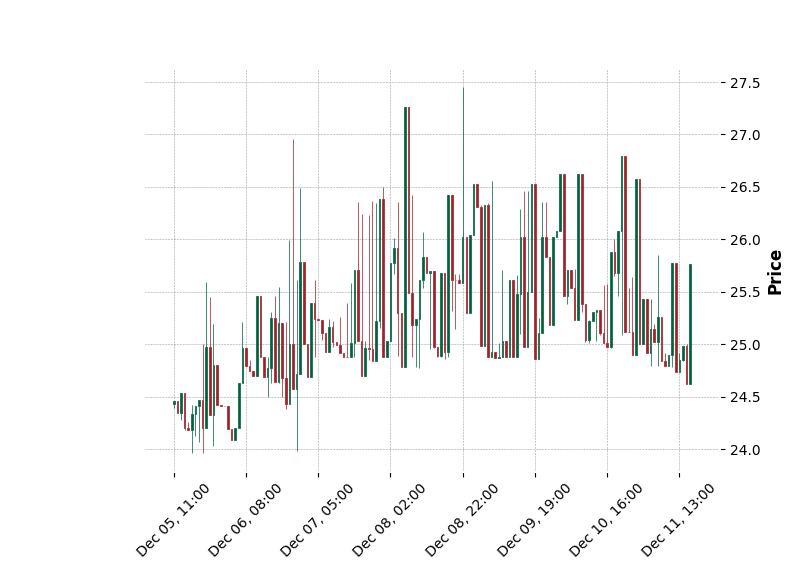 27.5
27.0
26.5
26.0
25.5
25.0
24.5
24.0
Price
Dec 05, 11:00
Dec 06, 08:00
Dec 07, 05:00
Dec 08, 02:00
Dec 08, 22:00
Dec 09, 19:00
Dec 10, 16:00
Dec 11, 13:00